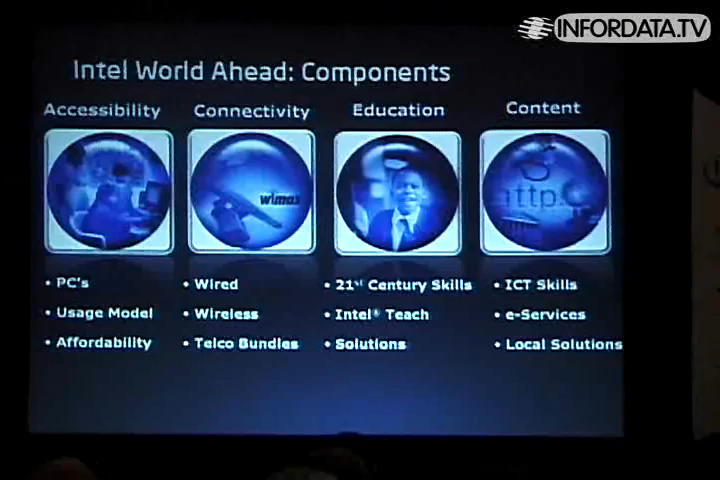 INFORDATA.TV
Intel World Ahead: Components
Accessibility
Connectivity
Education
Content
wimax
ttp.
• PC's
• Usage Model
• Affordability
• Wired
• Wireless
• Telco Bundles
• 21st Century Skills
• Intel® Teach
• Solutions
• ICT Skills
• e-Services
• Local Solutions